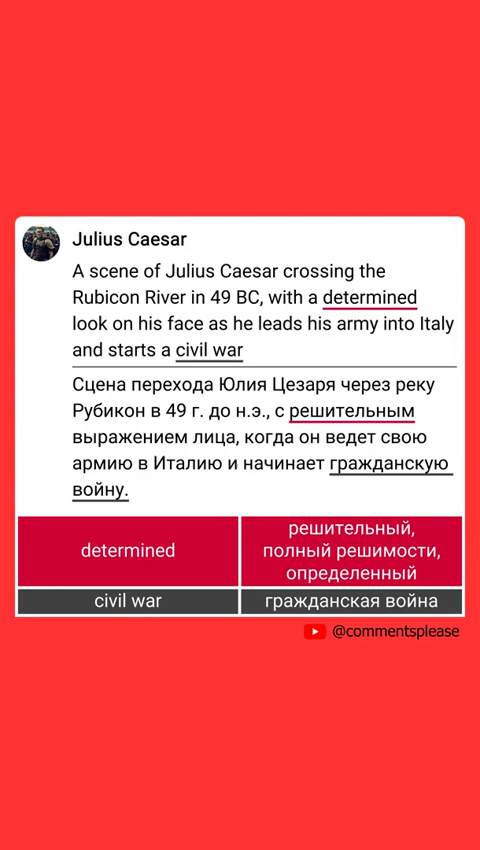 Julius Caesar
A scene of Julius Caesar crossing the
Rubicon River in 49 BC, with a determined
look on his face as he leads his army into Italy
and starts a civil war
Сцена перехода Юлия Цезаря через реку
Рубикон в 49 г. до н.э., с решительным
выражением лица, когда он ведет свою
армию в Италию и начинает гражданскую
войну.
determined
решительный,
полный решимости,
определенный
civil war
гражданская война
@commentsplease